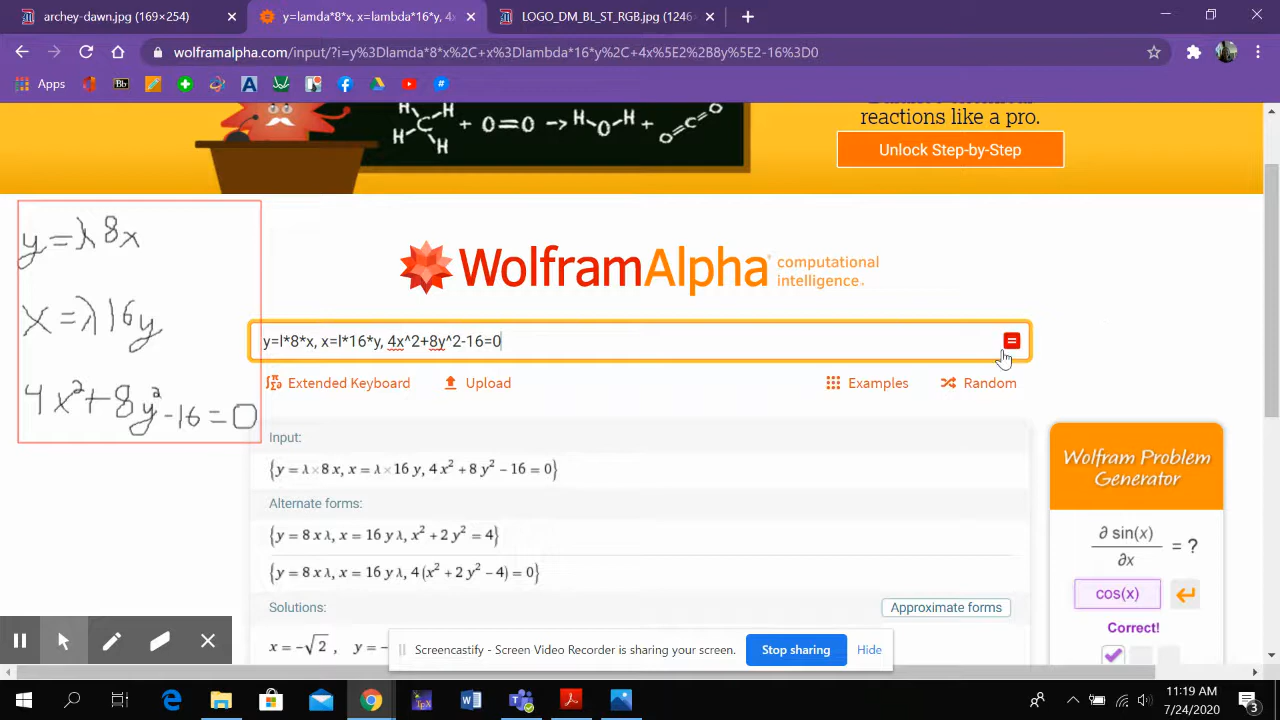 archey-dawn.jpg (169×254)
y=lamda*8*x, x=lambda*16*y, 4x
LOGO_DM_BL_ST_RGB.jpg (1246×
wolframalpha.com/input/?i=y%3Dlamda*8*x%2C+x%3Dlambda*16*y%2C+4x%5E2%2B8y%5E2-16%3D0
Apps
Bb
reactions like a pro.
Unlock Step-by-Step
y = λ 8x
x = λ 16y
4x² + 8y² - 16 = 0
WolframAlpha computational intelligence.
y=l*8*x, x=l*16*y, 4x^2+8y^2-16=0
Extended Keyboard
Upload
Examples
Random
Input:
{y = λ×8 x, x = λ×16 y, 4 x² + 8 y² − 16 = 0}
Alternate forms:
{y = 8 x λ, x = 16 y λ, x² + 2 y² = 4}
{y = 8 x λ, x = 16 y λ, 4 (x² + 2 y² − 4) = 0}
Solutions:
Approximate forms
x = −√2, y = −
Wolfram Problem
Generator
∂ sin(x)
∂x
= ?
cos(x)
Correct!
Screencastify - Screen Video Recorder is sharing your screen.
Stop sharing
Hide
11:19 AM
7/24/2020
3